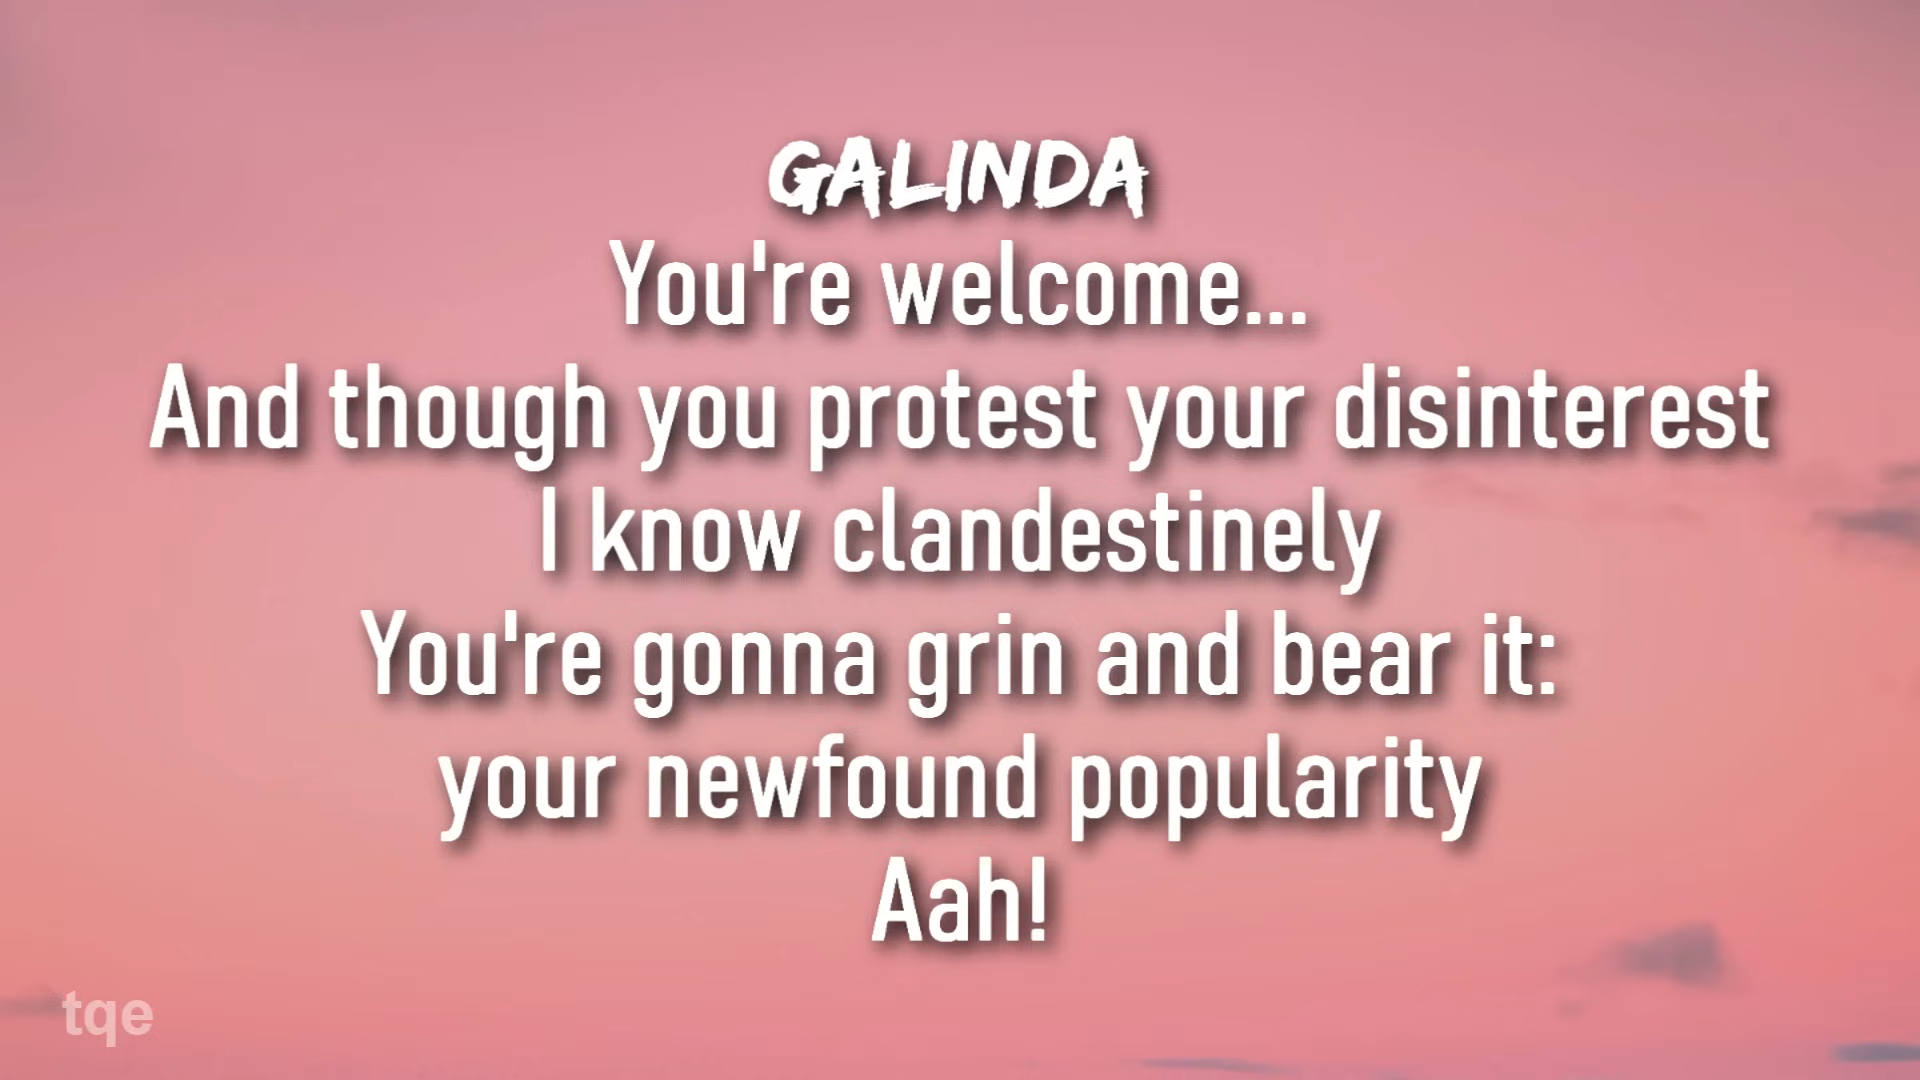 GALINDA
You're welcome...
And though you protest your disinterest
I know clandestinely
You're gonna grin and bear it:
your newfound popularity
Aah!
tqe